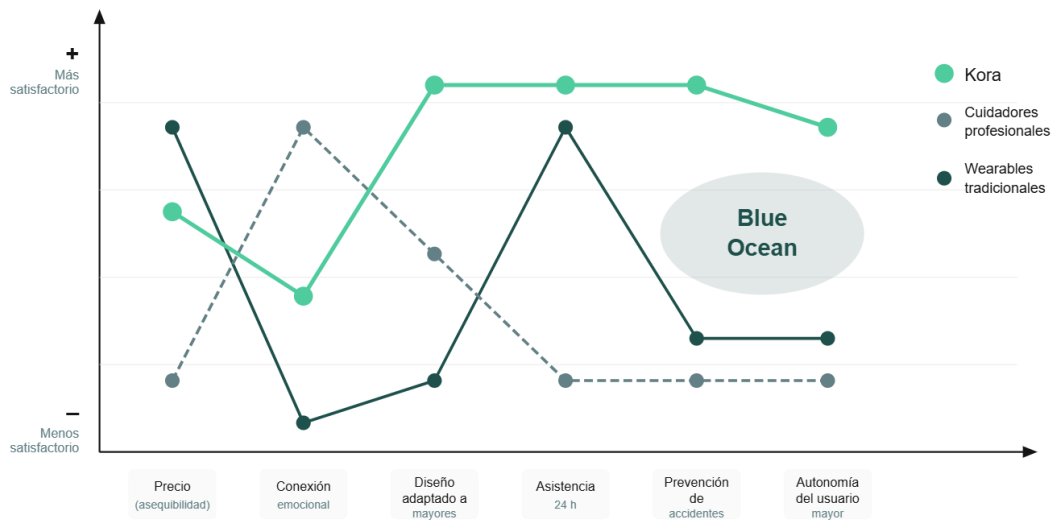 +
Más
satisfactorio
Kora
Cuidadores
profesionales
Wearables
tradicionales
Blue
Ocean
–
Menos
satisfactorio
Precio
(asequibilidad)
Conexión
emocional
Diseño
adaptado a
mayores
Asistencia
24 h
Prevención
de
accidentes
Autonomía
del usuario
mayor